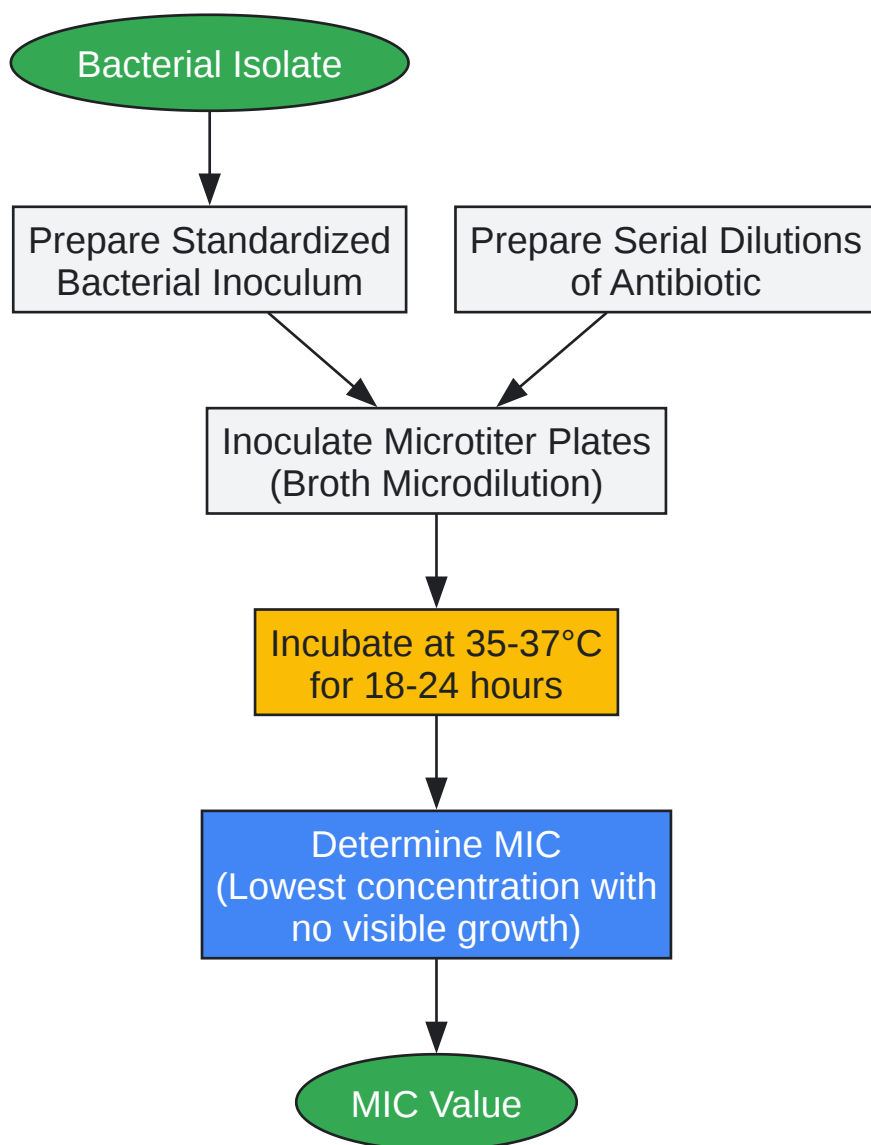 Bacterial Isolate
Prepare Standardized
Bacterial Inoculum
Prepare Serial Dilutions
of Antibiotic
Inoculate Microtiter Plates
(Broth Microdilution)
Incubate at 35-37°C
for 18-24 hours
Determine MIC
(Lowest concentration with
no visible growth)
MIC Value